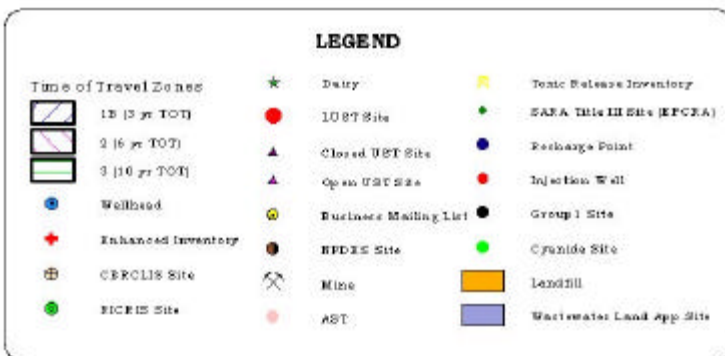 LEGEND
Time of Travel Zones
1B (3 yr TOT)
2 (6 yr TOT)
3 (10 yr TOT)
Wellhead
Enhanced Inventory
CERCLIS Site
RICRIS Site
Dairy
LUST Site
Closed UST Site
Open UST Site
Business Mailing List
NPDES Site
Mine
AST
Toxic Release Inventory
SARA Title III Site (EPCRA)
Recharge Point
Injection Well
Group 1 Site
Cyanide Site
Landfill
Wastewater Land App Site